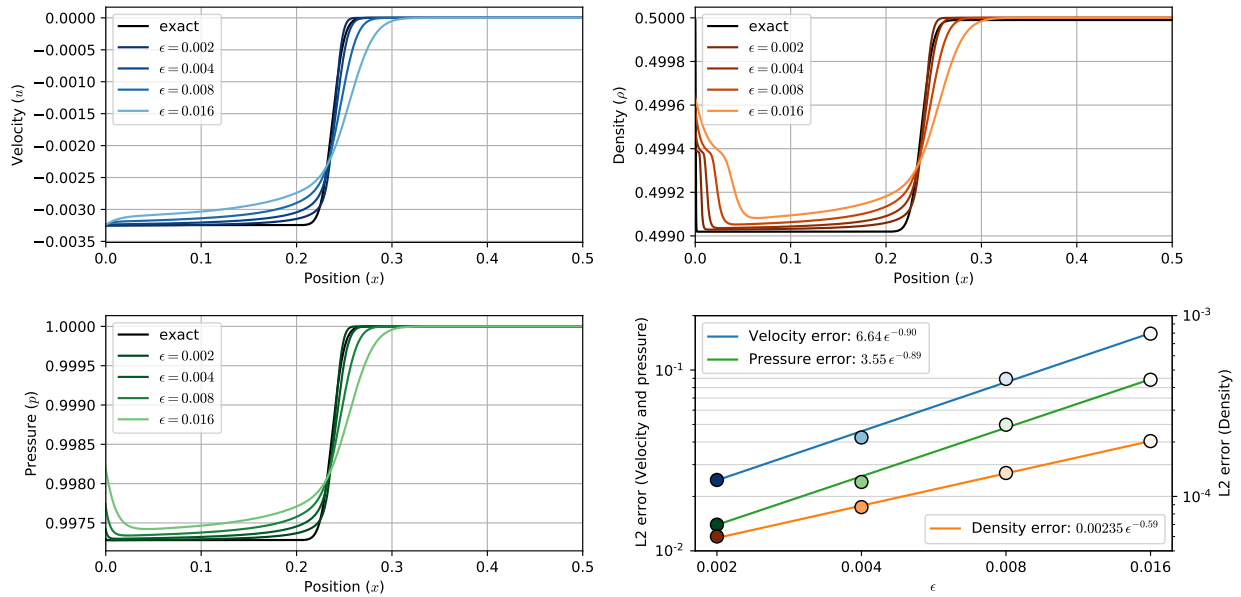 0.0000
−0.0005
−0.0010
−0.0015
−0.0020
−0.0025
−0.0030
−0.0035
Velocity (u)
exact
ϵ = 0.002
ϵ = 0.004
ϵ = 0.008
ϵ = 0.016
0.0 0.1 0.2 0.3 0.4 0.5
Position (x)
0.5000
0.4998
0.4996
0.4994
0.4992
0.4990
Density (ρ)
exact
ϵ = 0.002
ϵ = 0.004
ϵ = 0.008
ϵ = 0.016
0.0 0.1 0.2 0.3 0.4 0.5
Position (x)
1.0000
0.9995
0.9990
0.9985
0.9980
0.9975
Pressure (p)
exact
ϵ = 0.002
ϵ = 0.004
ϵ = 0.008
ϵ = 0.016
0.0 0.1 0.2 0.3 0.4 0.5
Position (x)
10⁻¹
10⁻²
L2 error (Velocity and pressure)
Velocity error: 6.64 ϵ⁻⁰·⁹⁰
Pressure error: 3.55 ϵ⁻⁰·⁸⁹
Density error: 0.00235 ϵ⁻⁰·⁵⁹
10⁻³
10⁻⁴
L2 error (Density)
0.002 0.004 0.008 0.016
ϵ